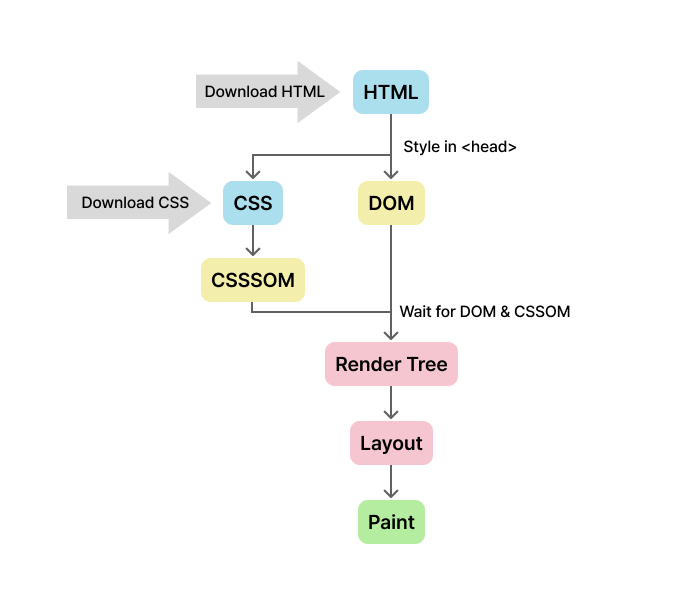 Download HTML
HTML
Style in <head>
Download CSS
CSS
DOM
CSSSOM
Wait for DOM & CSSOM
Render Tree
Layout
Paint